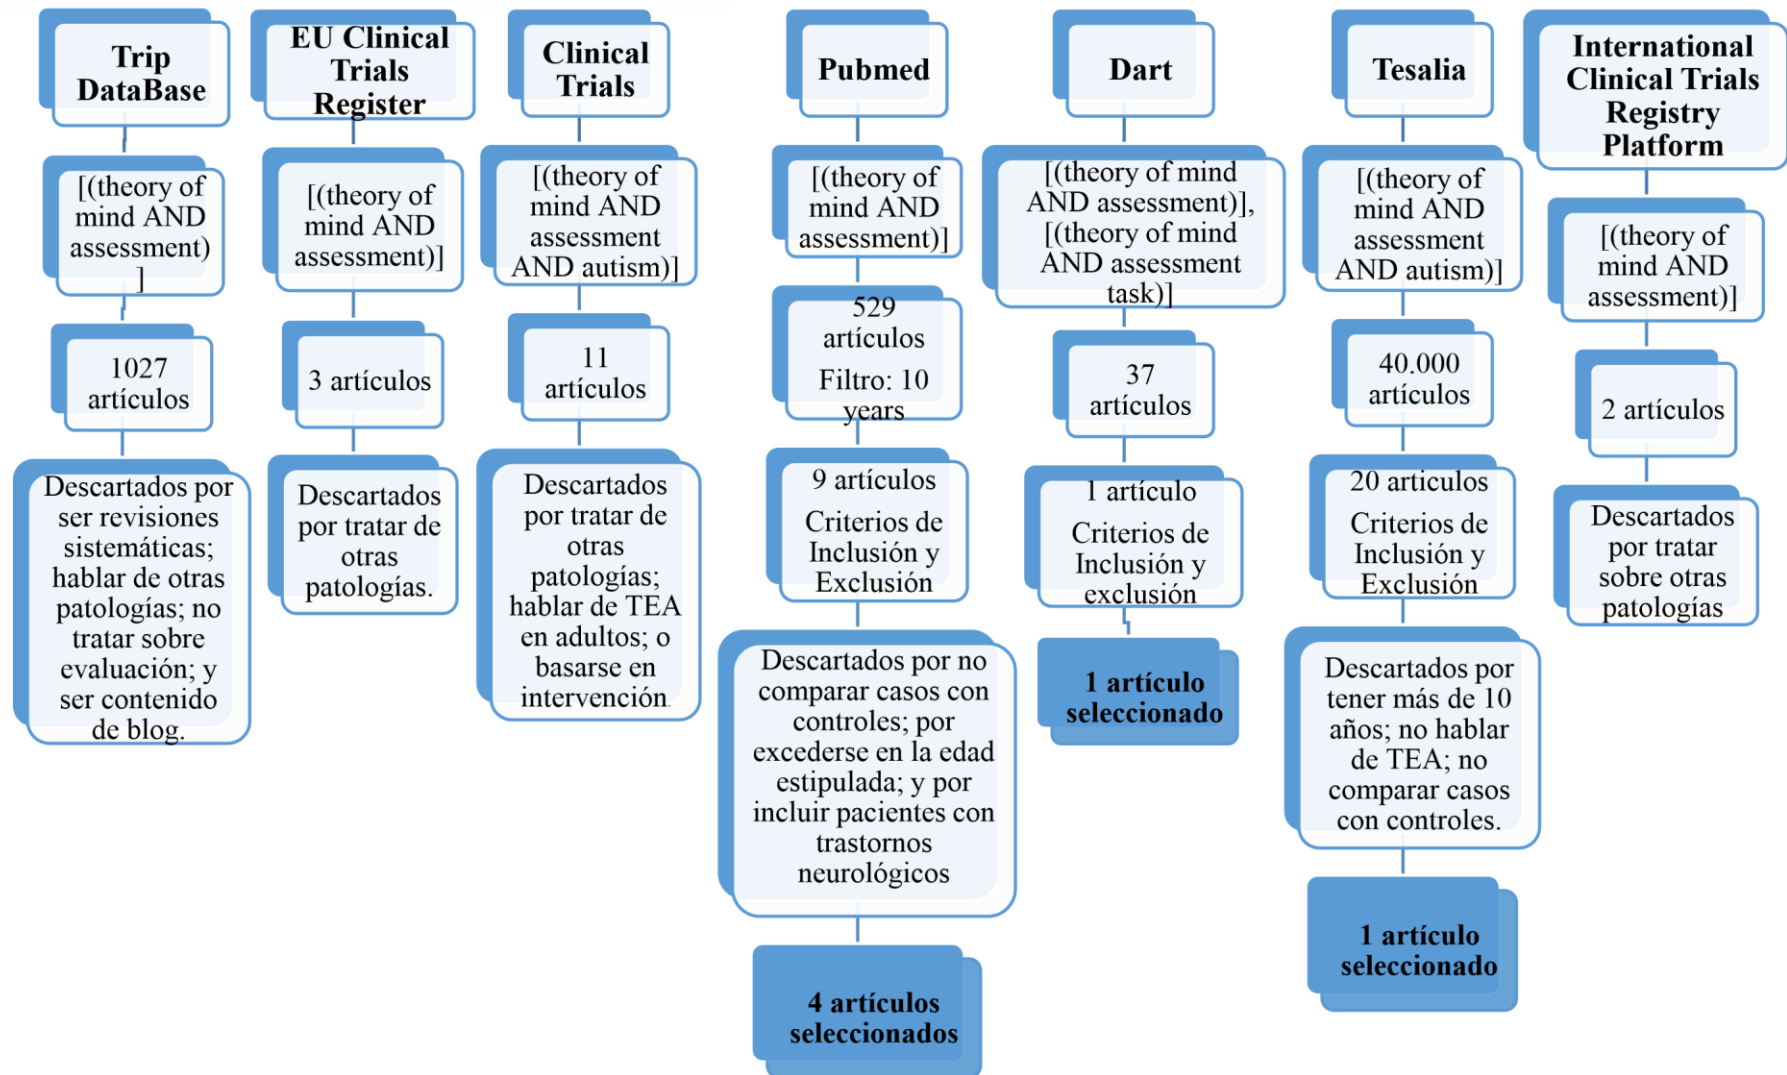 Trip
DataBase
[(theory of
mind AND
assessment)
]
1027
artículos
Descartados por
ser revisiones
sistemáticas;
hablar de otras
patologías; no
tratar sobre
evaluación; y
ser contenido
de blog.
EU Clinical
Trials
Register
[(theory of
mind AND
assessment)]
3 artículos
Descartados
por tratar de
otras
patologías.
Clinical
Trials
[(theory of
mind AND
assessment
AND autism)]
11
artículos
Descartados
por tratar de
otras
patologías;
hablar de TEA
en adultos; o
basarse en
intervención.
Pubmed
[(theory of
mind AND
assessment)]
529
artículos
Filtro: 10
years
9 artículos
Criterios de
Inclusión y
Exclusión
Descartados por no
comparar casos con
controles; por
excederse en la edad
estipulada; y por
incluir pacientes con
trastornos
neurológicos
4 artículos
seleccionados
Dart
[(theory of mind
AND assessment)],
[(theory of mind
AND assessment
task)]
37
artículos
1 artículo
Criterios de
Inclusión y
exclusión
1 artículo
seleccionado
Tesalia
[(theory of
mind AND
assessment
AND autism)]
40.000
artículos
20 articulos
Criterios de
Inclusión y
Exclusión
Descartados por
tener más de 10
años; no hablar
de TEA; no
comparar casos
con controles.
1 artículo
seleccionado
International
Clinical Trials
Registry
Platform
[(theory of
mind AND
assessment)]
2 artículos
Descartados
por tratar
sobre otras
patologías